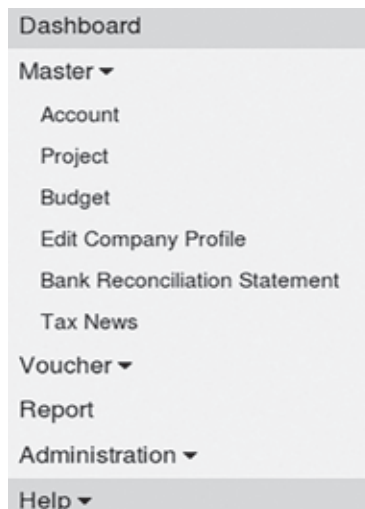 Dashboard
Master
Account
Project
Budget
Edit Company Profile
Bank Reconciliation Statement
Tax News
Voucher
Report
Administration
Help